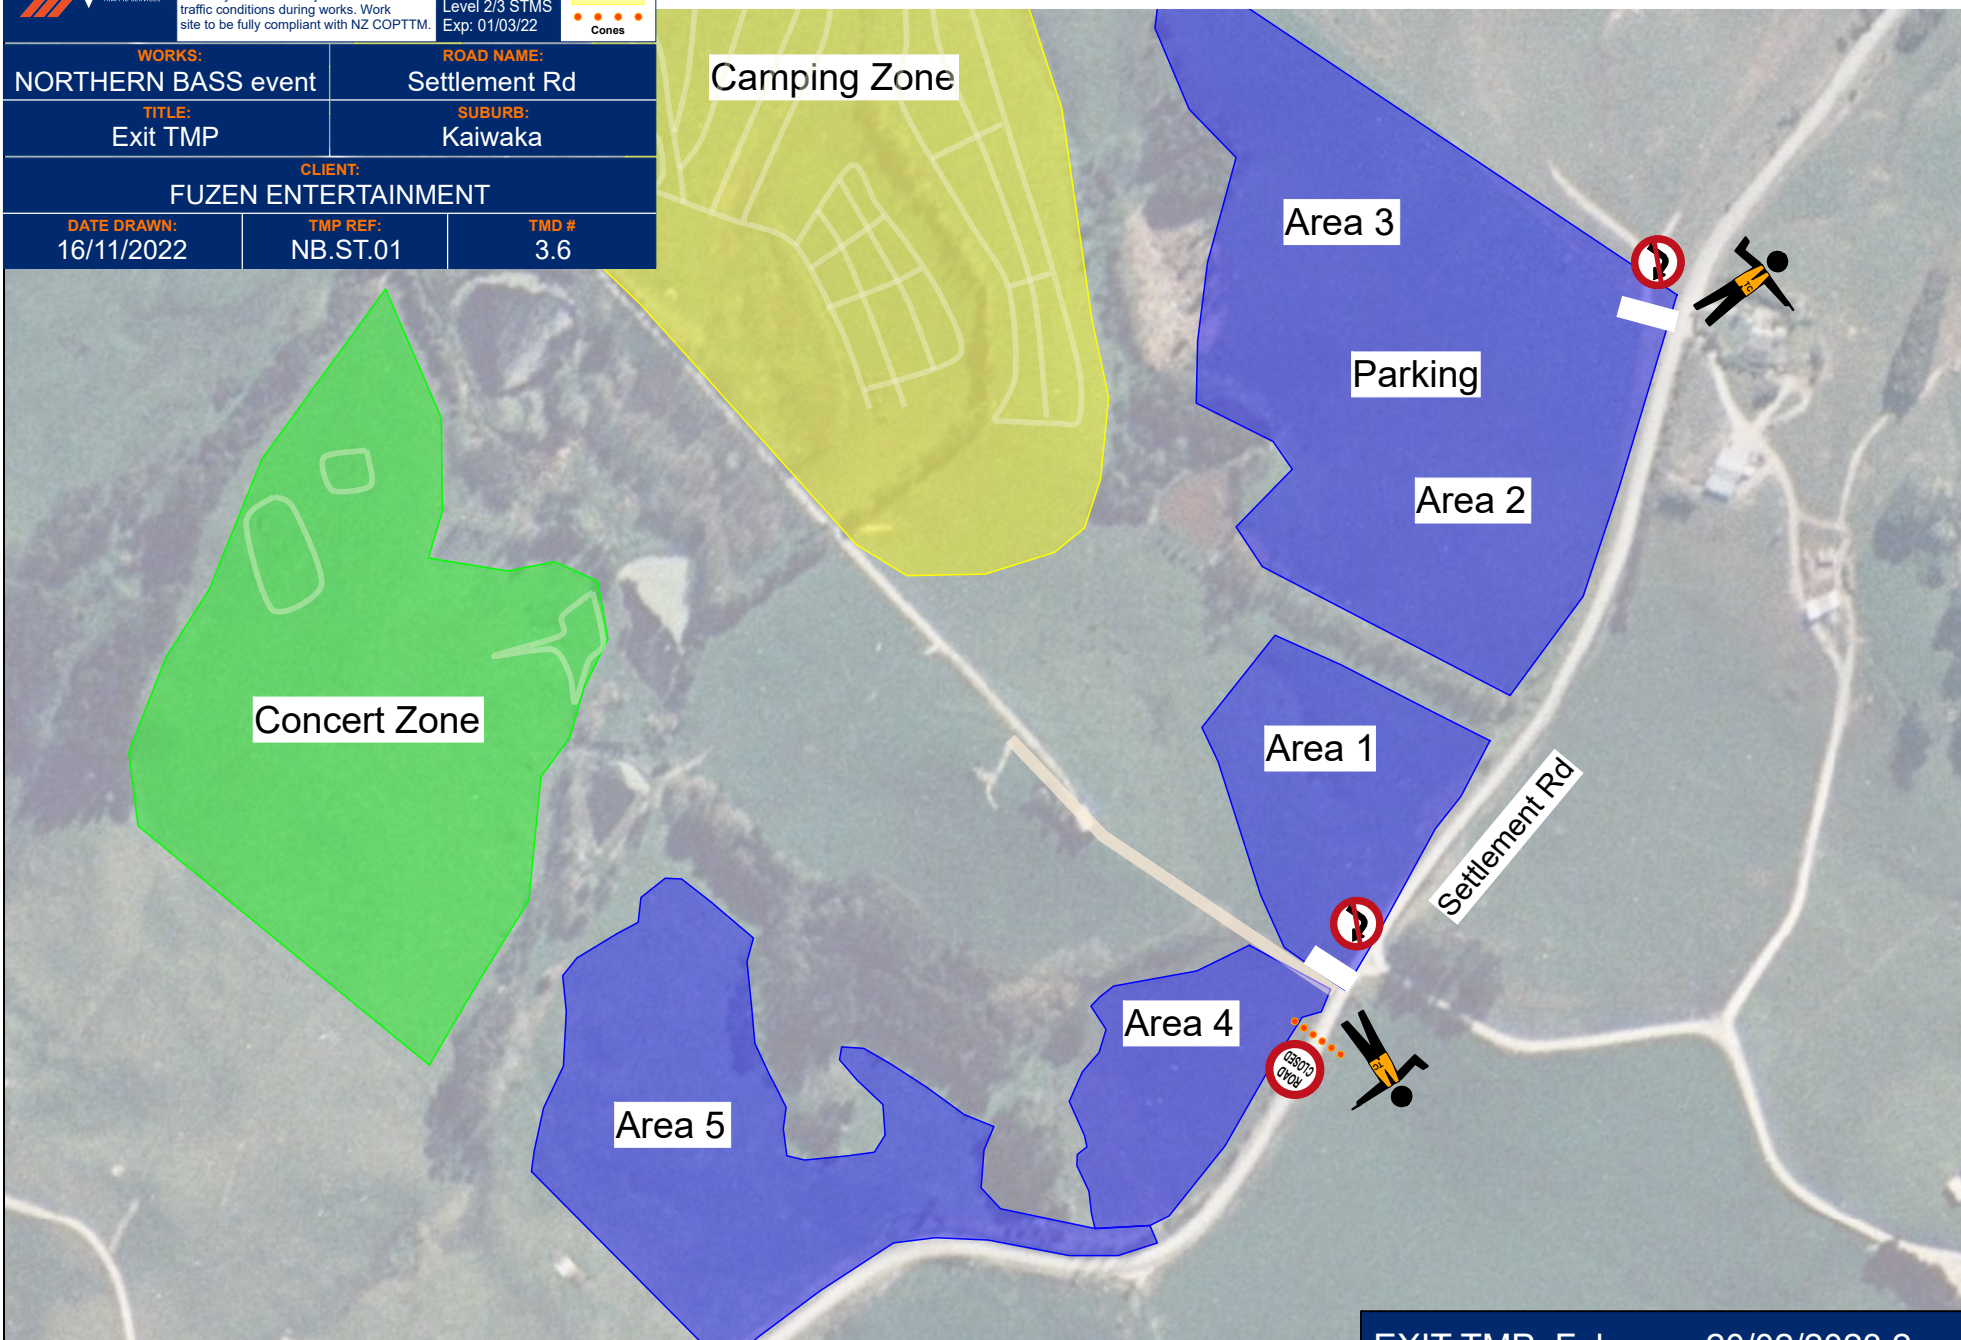 traffic conditions during works. Work
site to be fully compliant with NZ COPTTM.
Level 2/3 STMS
Exp: 01/03/22
Cones
WORKS:
NORTHERN BASS event
ROAD NAME:
Settlement Rd
TITLE:
Exit TMP
SUBURB:
Kaiwaka
CLIENT:
FUZEN ENTERTAINMENT
DATE DRAWN:
16/11/2022
TMP REF:
NB.ST.01
TMD #
3.6
Camping Zone
Area 3
TC
Parking
Area 2
Concert Zone
Area 1
Settlement Rd
Area 4
ROAD
CLOSED
TC
Area 5